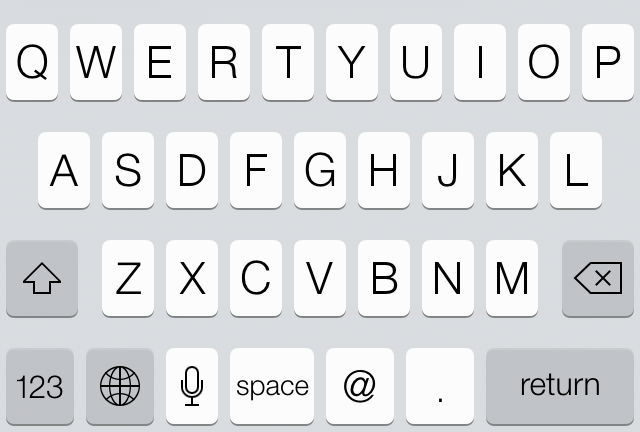 Q W E R T Y U I O P
A S D F G H J K L
Z X C V B N M
123 space @ . return